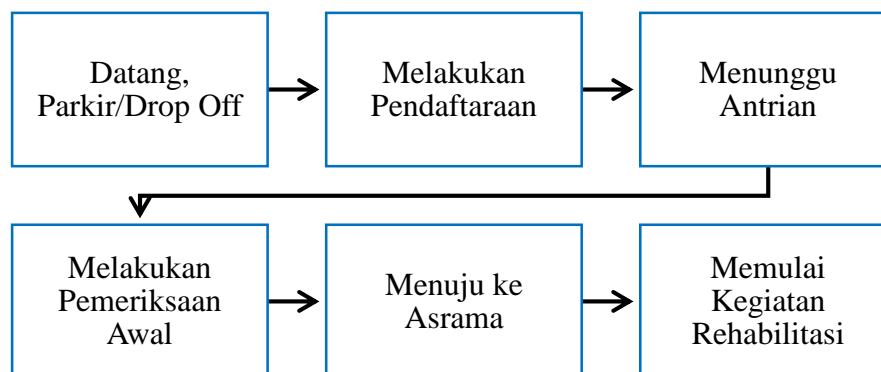 Datang,
Parkir/Drop Off
Melakukan
Pendaftaraan
Menunggu
Antrian
Melakukan
Pemeriksaan
Awal
Menuju ke
Asrama
Memulai
Kegiatan
Rehabilitasi